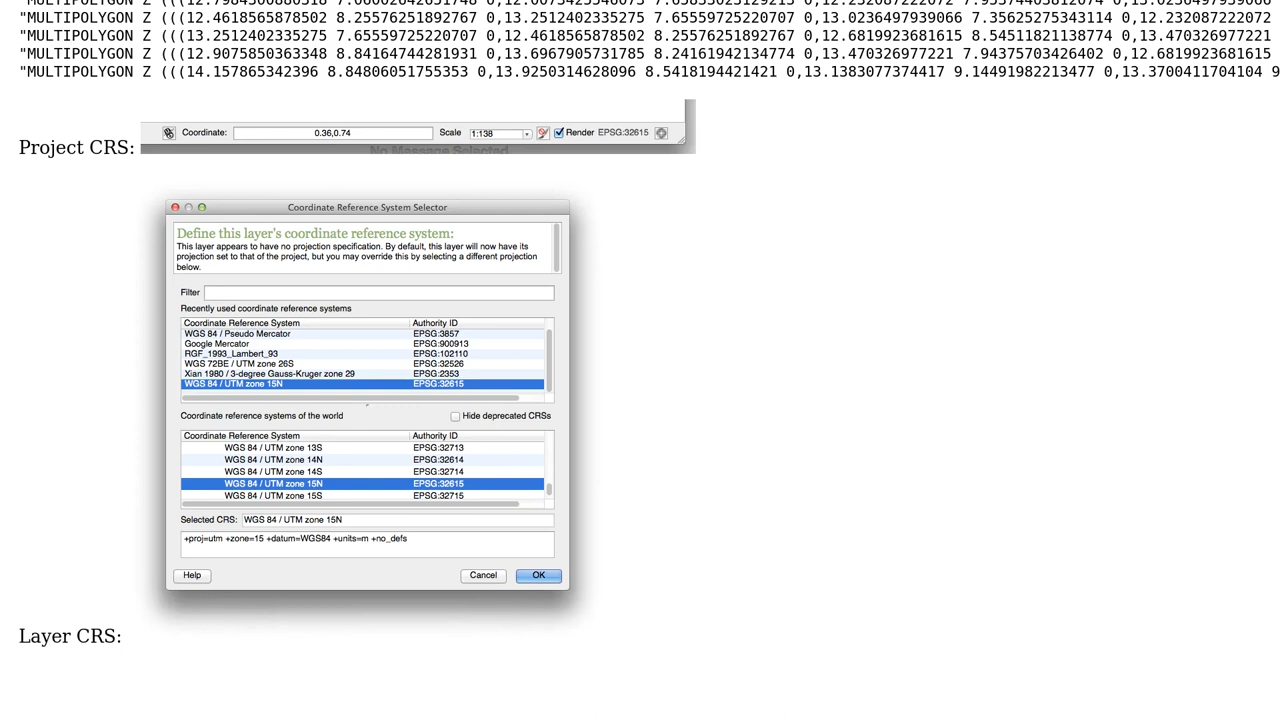 "MULTIPOLYGON Z (((12.4618565878502 8.25576251892767 0,13.2512402335275 7.65559725220707 0,13.0236497939066 7.35625275343114 0,12.232087222072
"MULTIPOLYGON Z (((13.2512402335275 7.65559725220707 0,12.4618565878502 8.25576251892767 0,12.6819923681615 8.54511821138774 0,13.470326977221
"MULTIPOLYGON Z (((12.9075850363348 8.84164744281931 0,13.6967905731785 8.24161942134774 0,13.470326977221 7.94375703426402 0,12.6819923681615
"MULTIPOLYGON Z (((14.157865342396 8.84806051755353 0,13.9250314628096 8.5418194421421 0,13.1383077374417 9.14491982213477 0,13.3700411704104 9
Project CRS:
Coordinate: 0.36,0.74 Scale 1:138 Render EPSG:32615
No Message Selected
Coordinate Reference System Selector
Define this layer's coordinate reference system:
This layer appears to have no projection specification. By default, this layer will now have its
projection set to that of the project, but you may override this by selecting a different projection
below.
Filter
Recently used coordinate reference systems
Coordinate Reference System Authority ID
WGS 84 / Pseudo Mercator EPSG:3857
Google Mercator EPSG:900913
RGF_1993_Lambert_93 EPSG:102110
WGS 72BE / UTM zone 26S EPSG:32526
Xian 1980 / 3-degree Gauss-Kruger zone 29 EPSG:2353
WGS 84 / UTM zone 15N EPSG:32615
Coordinate reference systems of the world Hide deprecated CRSs
Coordinate Reference System Authority ID
WGS 84 / UTM zone 13S EPSG:32713
WGS 84 / UTM zone 14N EPSG:32614
WGS 84 / UTM zone 14S EPSG:32714
WGS 84 / UTM zone 15N EPSG:32615
WGS 84 / UTM zone 15S EPSG:32715
Selected CRS: WGS 84 / UTM zone 15N
+proj=utm +zone=15 +datum=WGS84 +units=m +no_defs
Help Cancel OK
Layer CRS: